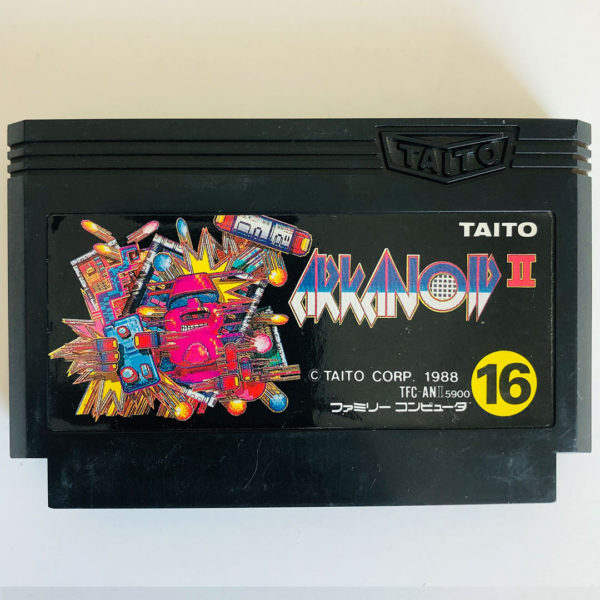 TAITO
TAITO
ARKANOID II
© TAITO CORP. 1988
TFC-ANⅡ 5900
16
ファミリー コンピュータ